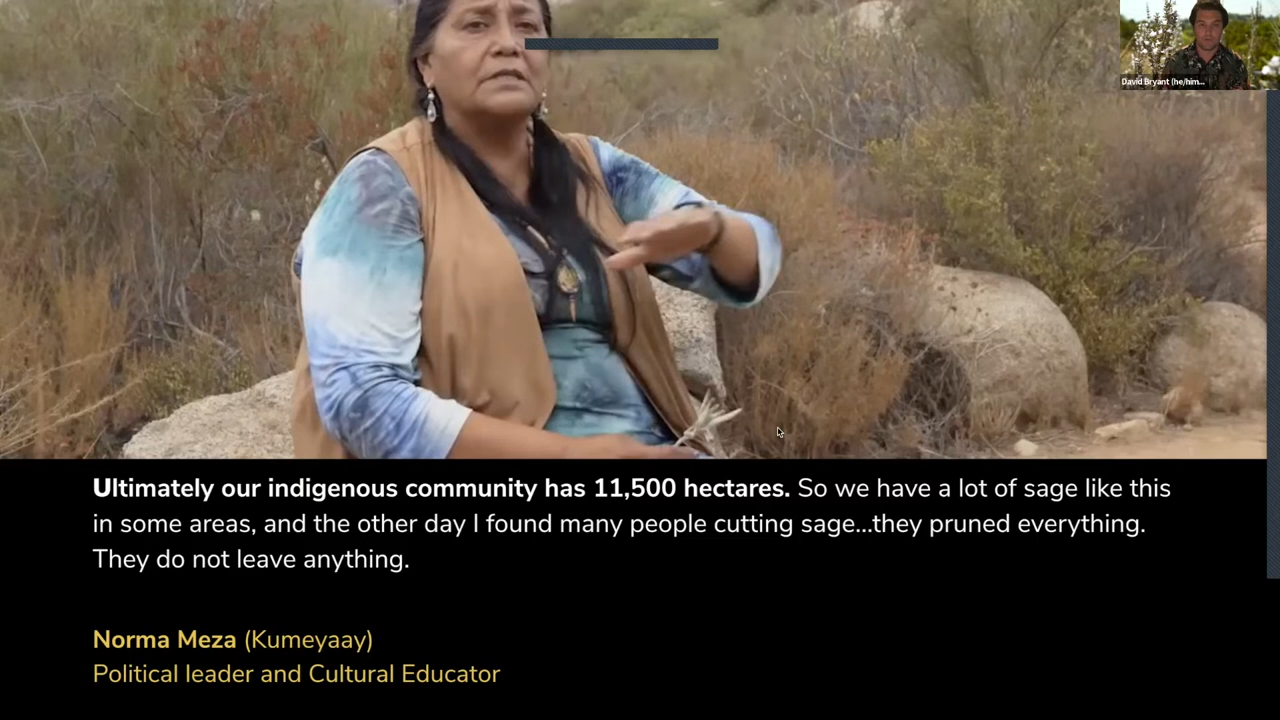 David Bryant (he/him...
Ultimately our indigenous community has 11,500 hectares. So we have a lot of sage like this
in some areas, and the other day I found many people cutting sage...they pruned everything.
They do not leave anything.
Norma Meza (Kumeyaay)
Political leader and Cultural Educator